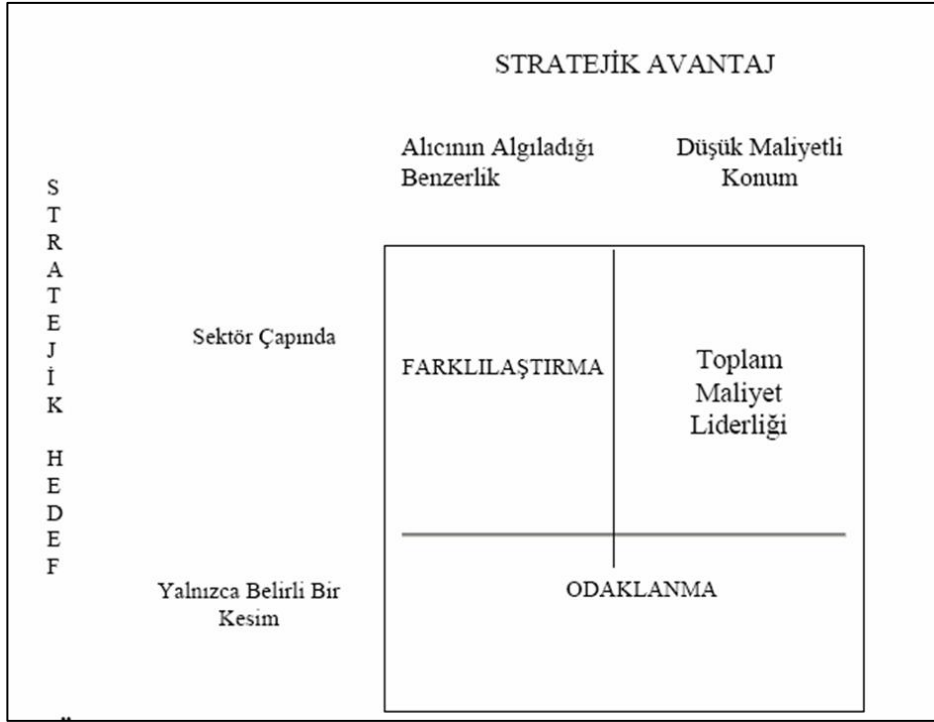 STRATEJİK AVANTAJ
Alıcının Algıladığı
Benzerlik
Düşük Maliyetli
Konum
S
T
R
A
T
E
J
İ
K
H
E
D
E
F
Sektör Çapında
FARKLILAŞTIRMA
Toplam
Maliyet
Liderliği
Yalnızca Belirli Bir
Kesim
ODAKLANMA